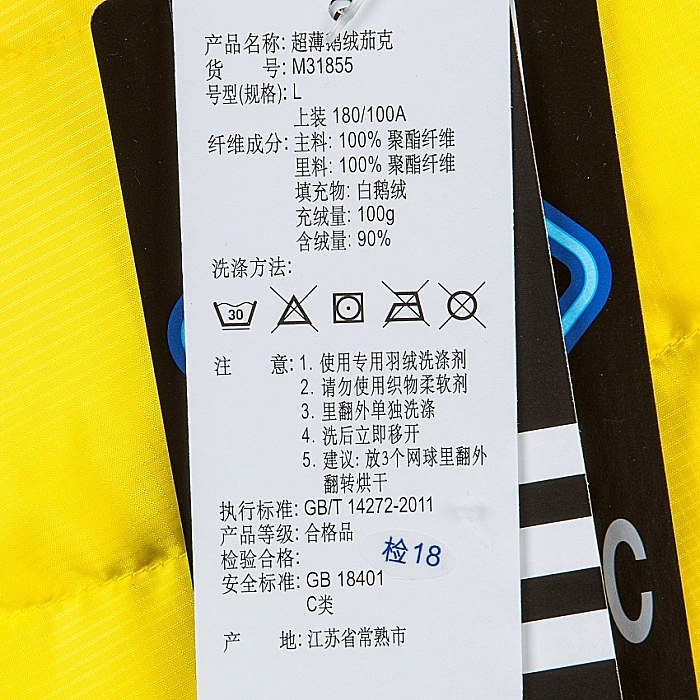 产品名称: 超薄鹅绒茄克
货 号: M31855
号型(规格): L
上装 180/100A
纤维成分: 主料: 100% 聚酯纤维
里料: 100% 聚酯纤维
填充物: 白鹅绒
充绒量: 100g
含绒量: 90%
洗涤方法:
30
注 意: 1. 使用专用羽绒洗涤剂
2. 请勿使用织物柔软剂
3. 里翻外单独洗涤
4. 洗后立即移开
5. 建议: 放3个网球里翻外
翻转烘干
执行标准: GB/T 14272-2011
产品等级: 合格品
检验合格: 检18
安全标准: GB 18401
C类
产 地: 江苏省常熟市
C